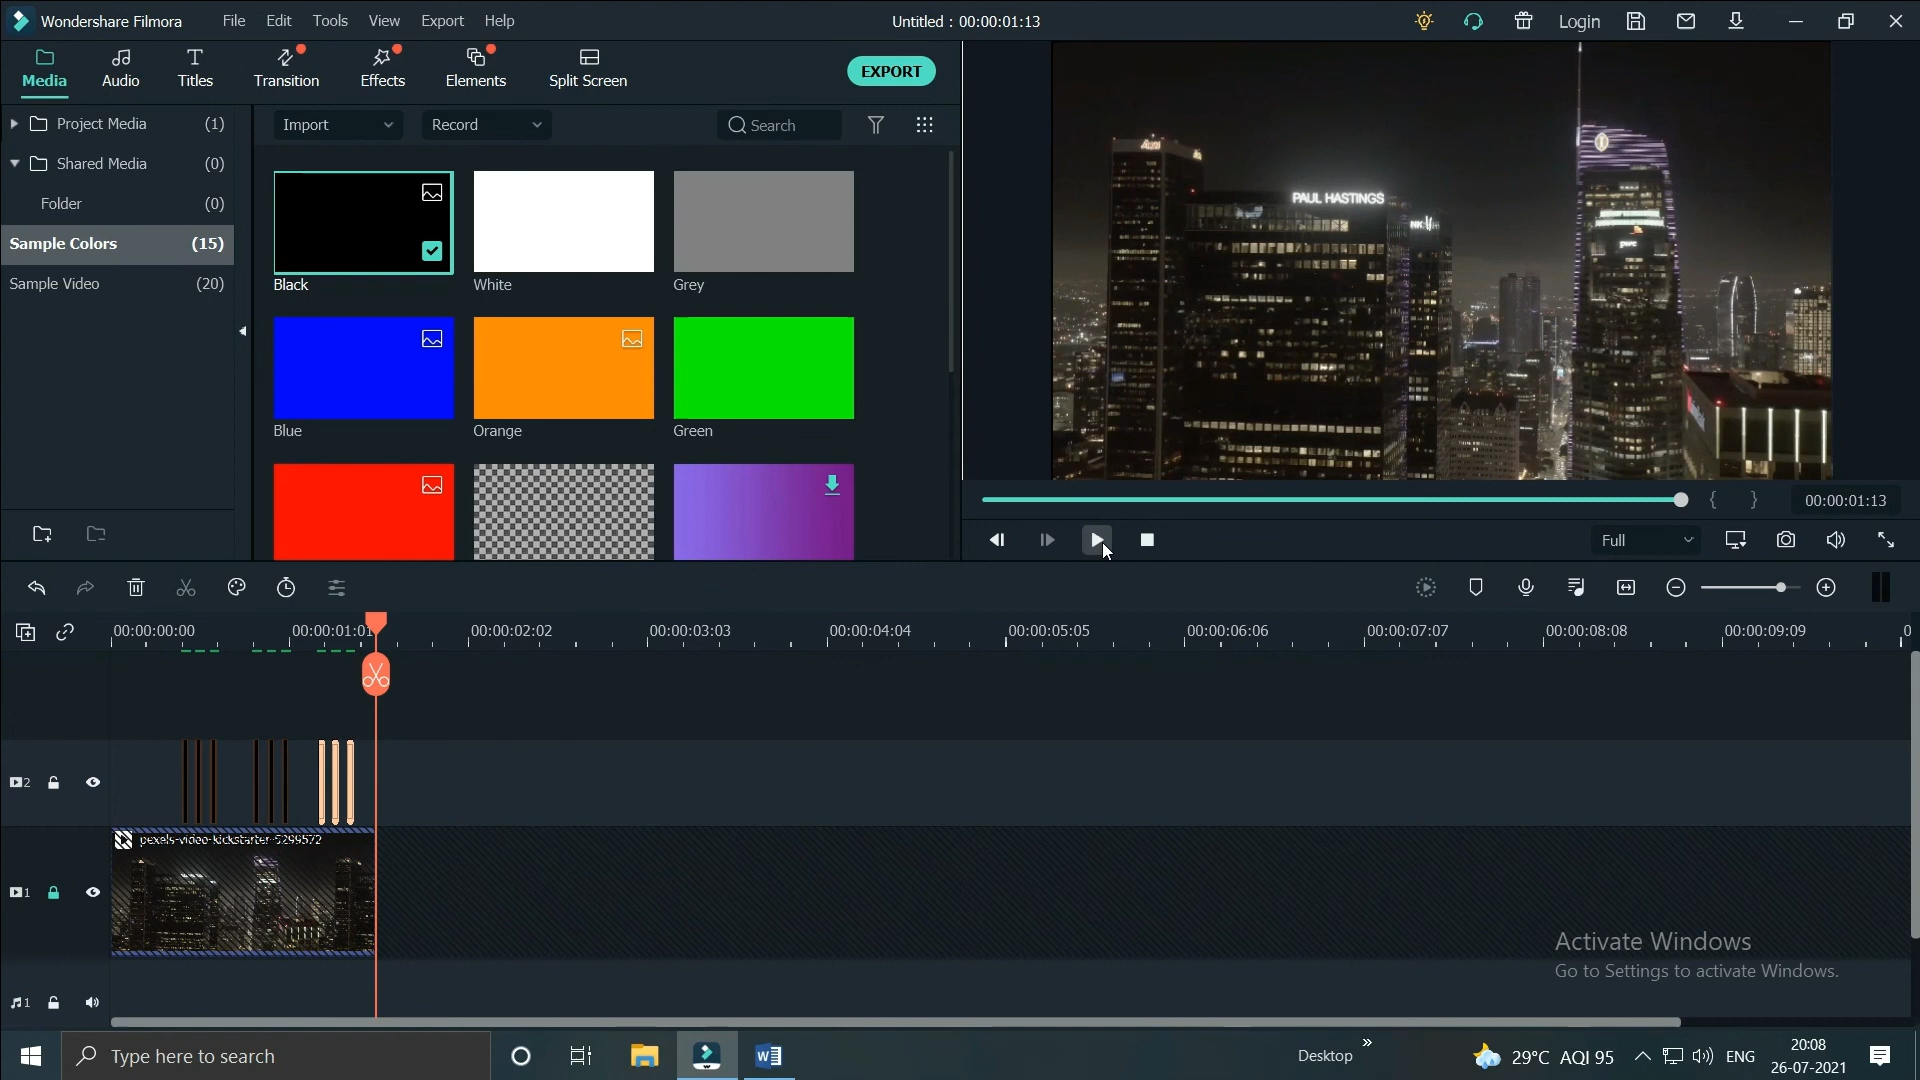 Wondershare Filmora File Edit Tools View Export Help Untitled : 00:00:01:13 Login
Media Audio Titles Transition Effects Elements Split Screen EXPORT
Project Media (1)
Shared Media (0)
Folder (0)
Sample Colors (15)
Sample Video (20)
Import Record Search
Black White Grey
Blue Orange Green
PAUL HASTINGS
pwc
{ } 00:00:01:13
Full
00:00:00:00 00:00:01:01 00:00:02:02 00:00:03:03 00:00:04:04 00:00:05:05 00:00:06:06 00:00:07:07 00:00:08:08 00:00:09:09 0
2
pexels-video-kickstarter-5299572
1
1
Activate Windows
Go to Settings to activate Windows.
Type here to search Desktop » 29°C AQI 95 ENG 20:08
26-07-2021